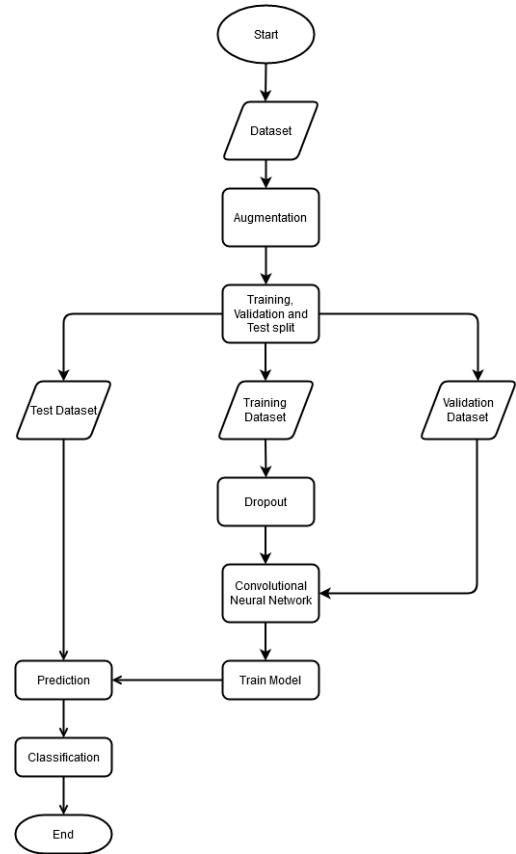 Start
Dataset
Augmentation
Training,
Validation and
Test split
Test Dataset
Training
Dataset
Validation
Dataset
Dropout
Convolutional
Neural Network
Prediction
Train Model
Classification
End